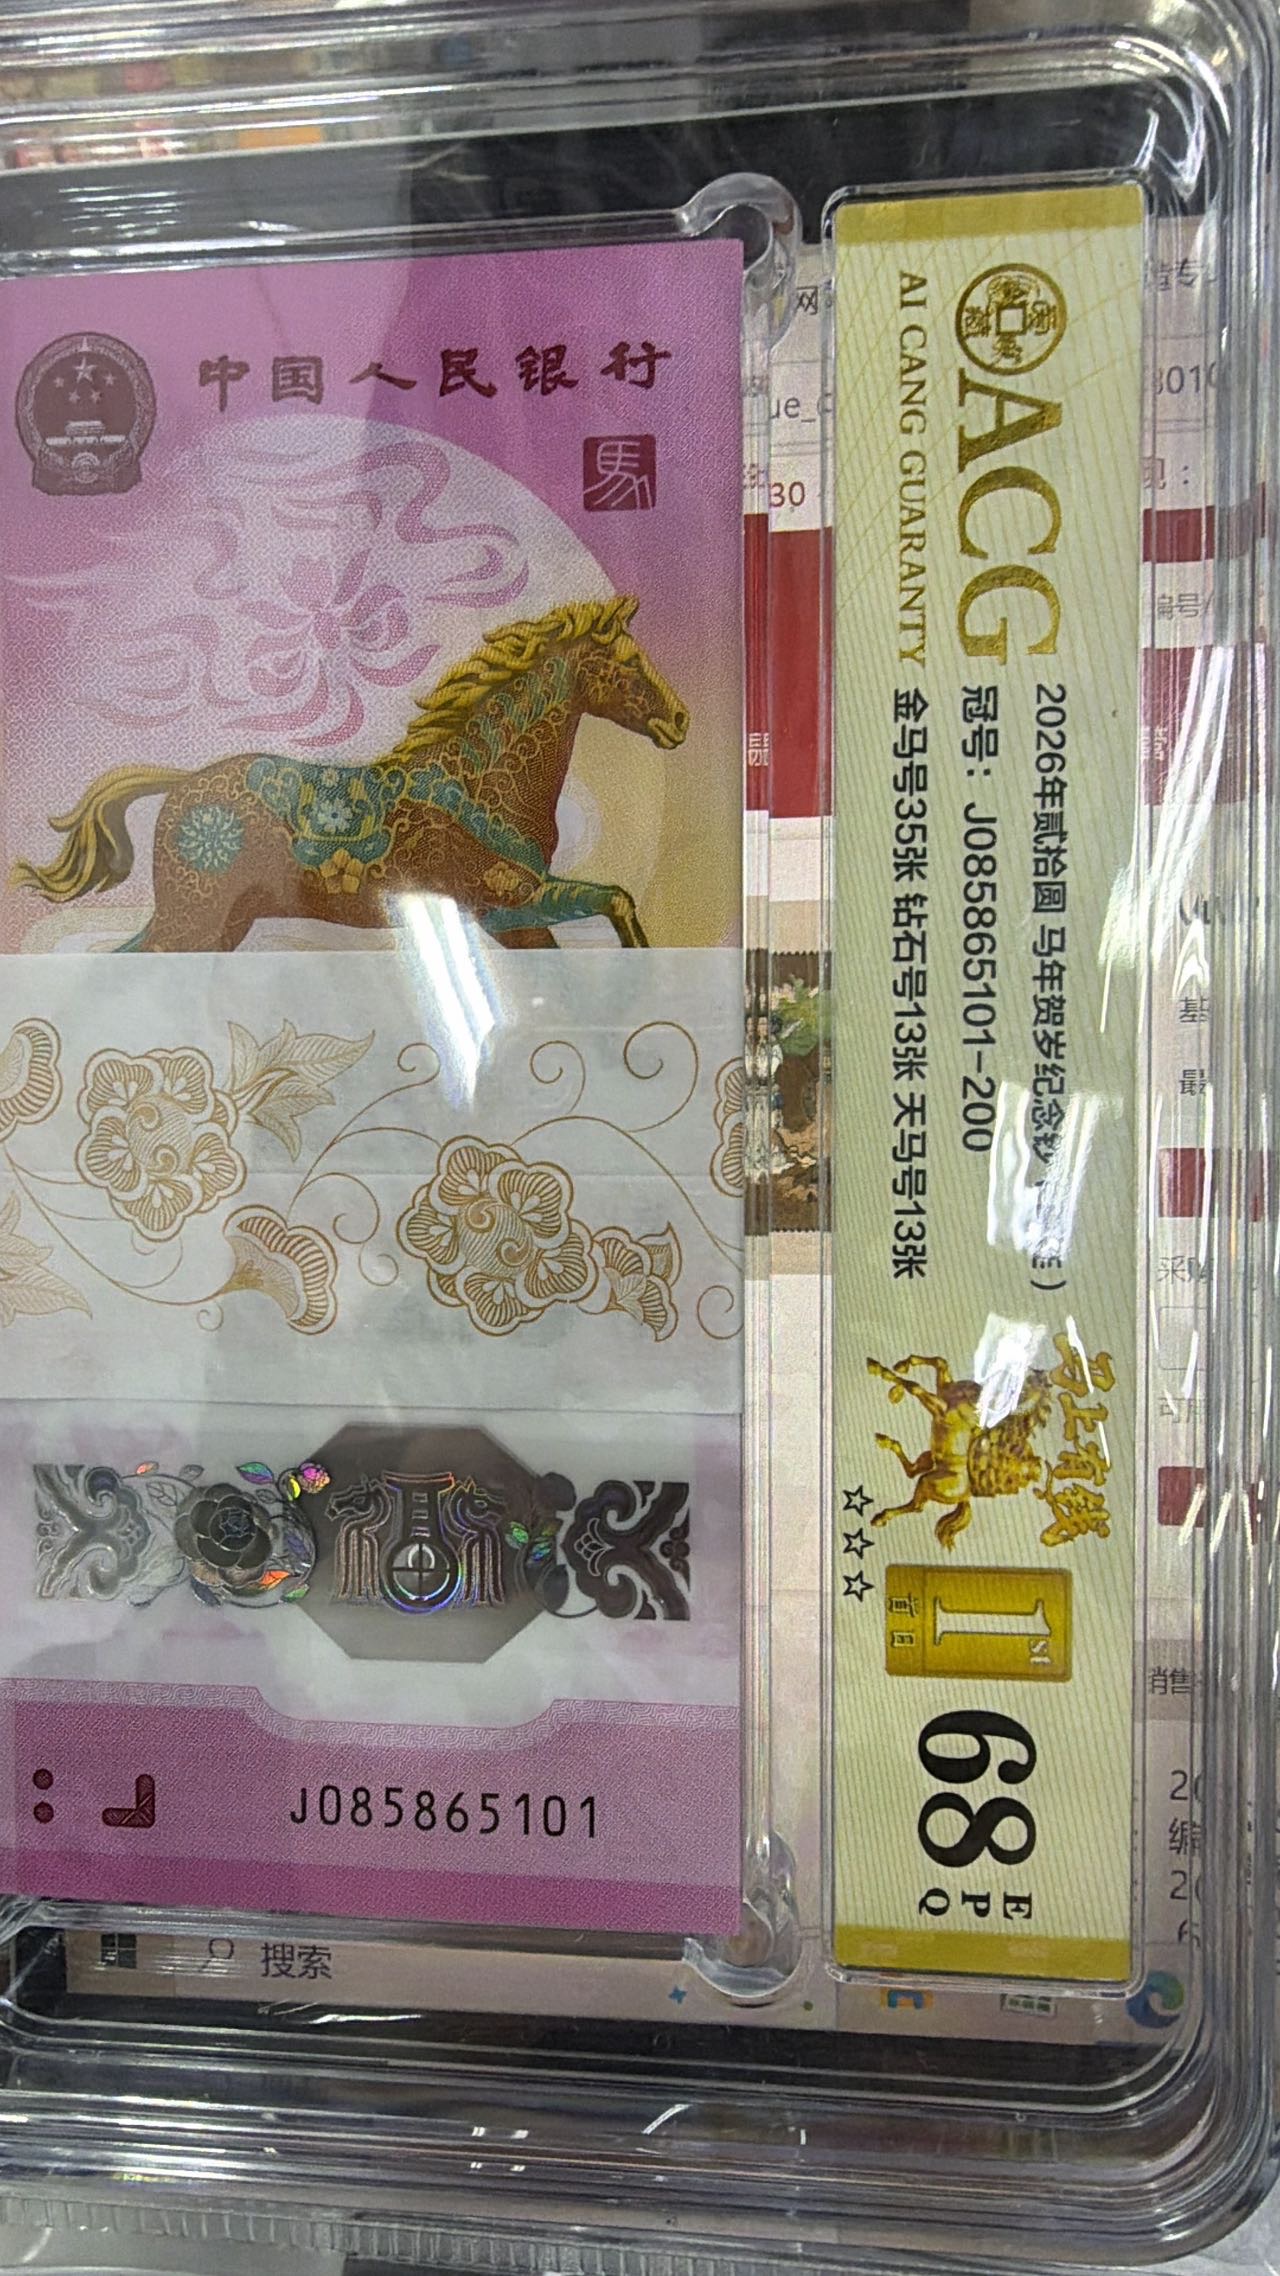 中国人民银行
馬
J085865101
ACG
AI CANG GUARANTY
2026年贰拾圆 马年贺岁纪念钞
冠号：J085865101-200
金马号35张 钻石号13张 天马号13张
马上有钱
1st
首日
☆☆☆
68
E
P
Q
30
搜索